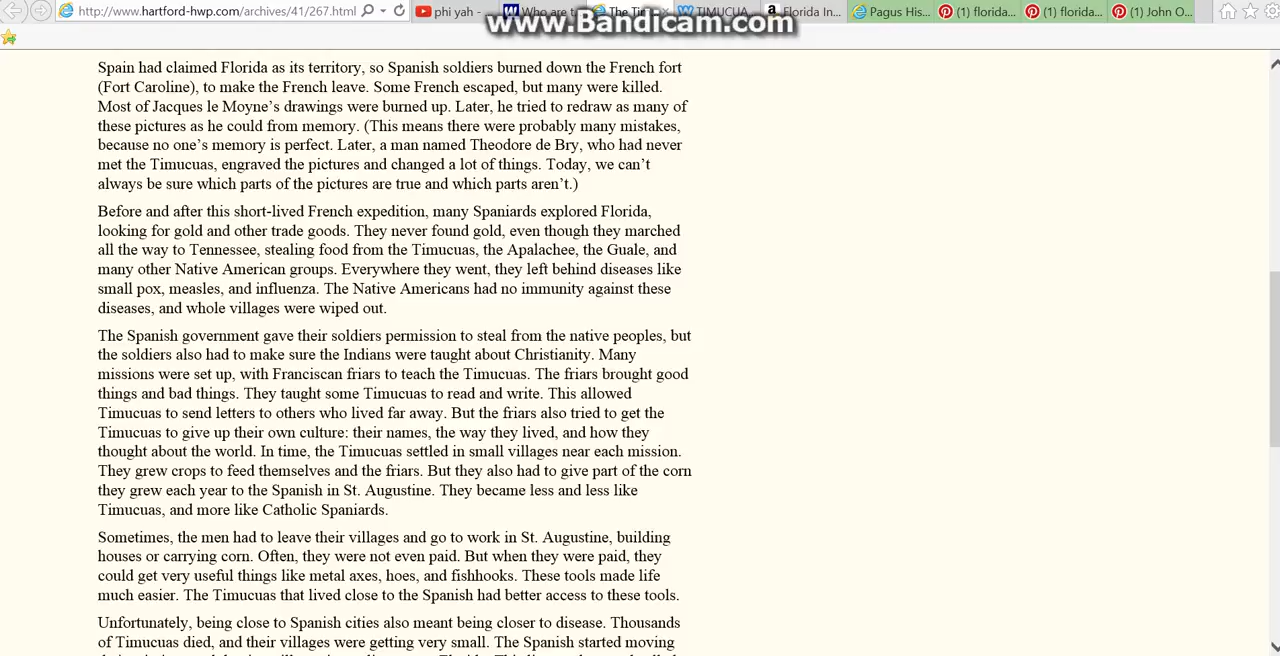 http://www.hartford-hwp.com/archives/41/267.html
phi yah -
Who are t
The Ti
TIMUCUA
Florida In...
Pagus His...
(1) florida...
(1) florida...
(1) John O...
www.Bandicam.com
Spain had claimed Florida as its territory, so Spanish soldiers burned down the French fort
(Fort Caroline), to make the French leave. Some French escaped, but many were killed.
Most of Jacques le Moyne’s drawings were burned up. Later, he tried to redraw as many of
these pictures as he could from memory. (This means there were probably many mistakes,
because no one’s memory is perfect. Later, a man named Theodore de Bry, who had never
met the Timucuas, engraved the pictures and changed a lot of things. Today, we can’t
always be sure which parts of the pictures are true and which parts aren’t.)
Before and after this short-lived French expedition, many Spaniards explored Florida,
looking for gold and other trade goods. They never found gold, even though they marched
all the way to Tennessee, stealing food from the Timucuas, the Apalachee, the Guale, and
many other Native American groups. Everywhere they went, they left behind diseases like
small pox, measles, and influenza. The Native Americans had no immunity against these
diseases, and whole villages were wiped out.
The Spanish government gave their soldiers permission to steal from the native peoples, but
the soldiers also had to make sure the Indians were taught about Christianity. Many
missions were set up, with Franciscan friars to teach the Timucuas. The friars brought good
things and bad things. They taught some Timucuas to read and write. This allowed
Timucuas to send letters to others who lived far away. But the friars also tried to get the
Timucuas to give up their own culture: their names, the way they lived, and how they
thought about the world. In time, the Timucuas settled in small villages near each mission.
They grew crops to feed themselves and the friars. But they also had to give part of the corn
they grew each year to the Spanish in St. Augustine. They became less and less like
Timucuas, and more like Catholic Spaniards.
Sometimes, the men had to leave their villages and go to work in St. Augustine, building
houses or carrying corn. Often, they were not even paid. But when they were paid, they
could get very useful things like metal axes, hoes, and fishhooks. These tools made life
much easier. The Timucuas that lived close to the Spanish had better access to these tools.
Unfortunately, being close to Spanish cities also meant being closer to disease. Thousands
of Timucuas died, and their villages were getting very small. The Spanish started moving